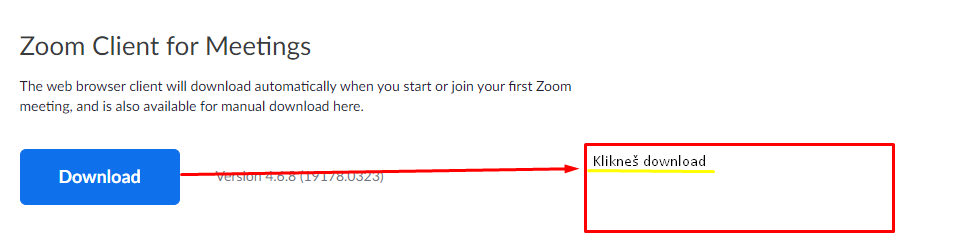 Zoom Client for Meetings
The web browser client will download automatically when you start or join your first Zoom
meeting, and is also available for manual download here.
Download
Version 4.6.8 (19178.0323)
Klikneš download